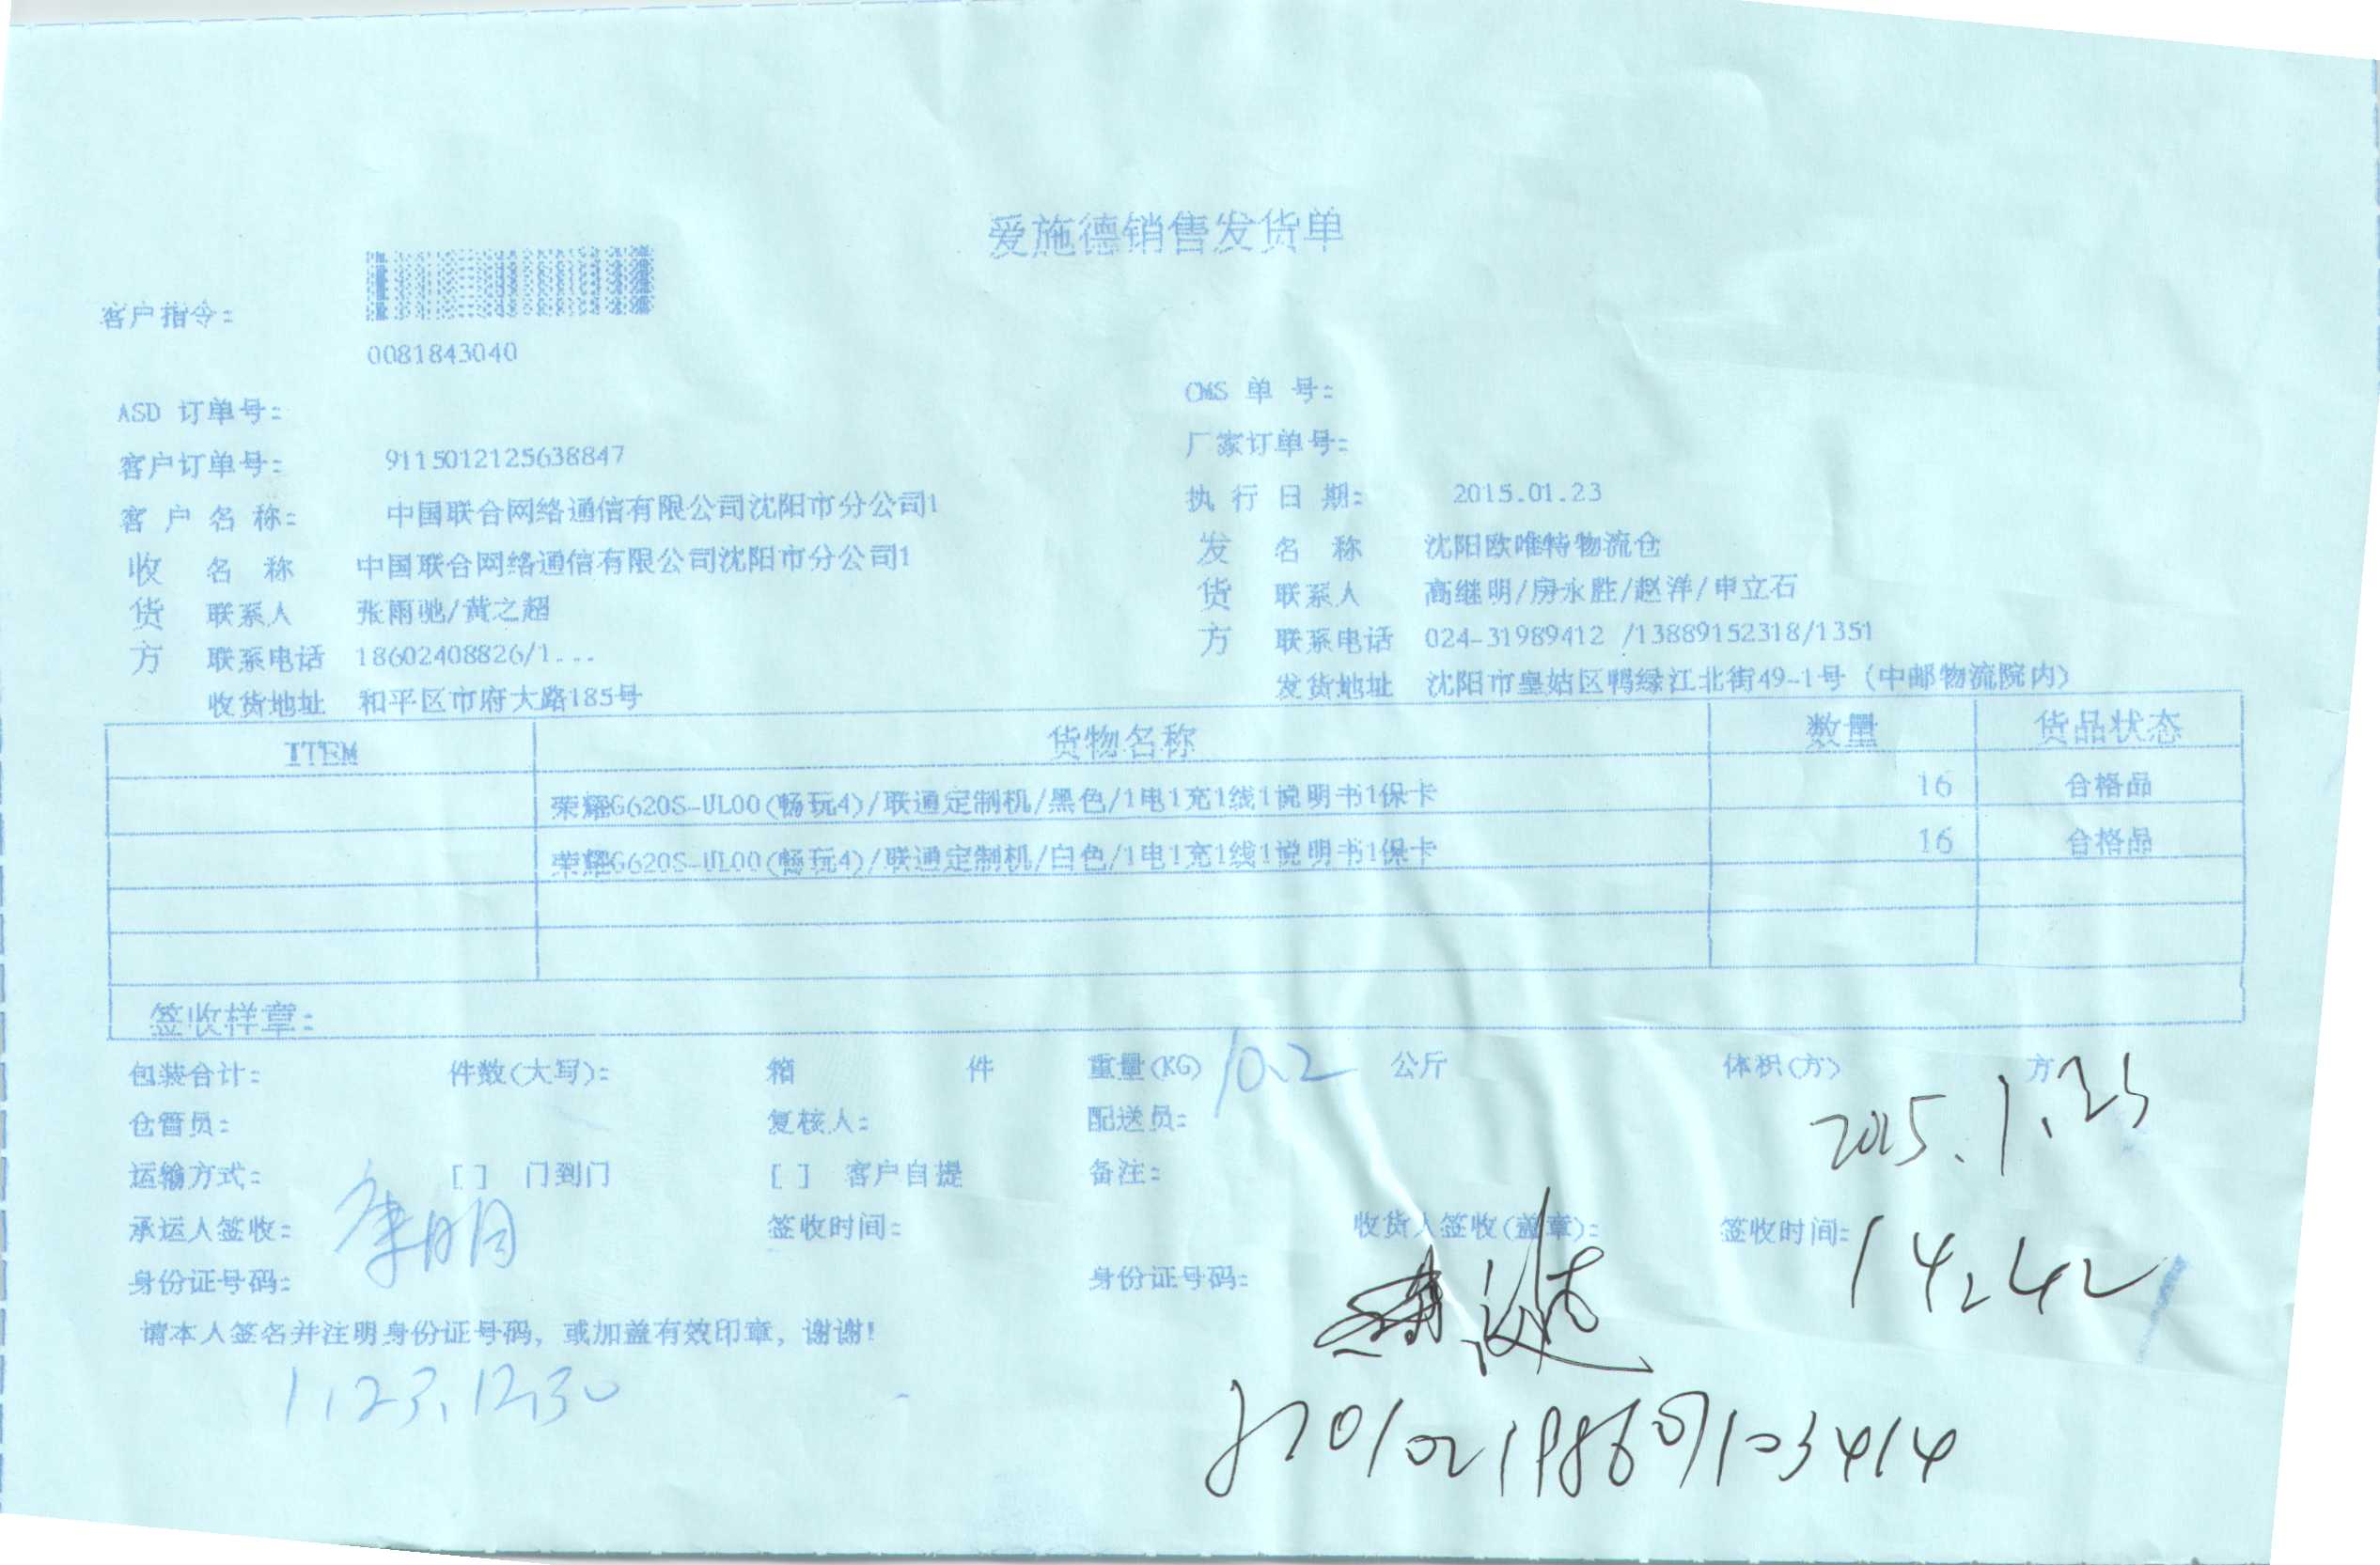 爱施德销售发货单
客户指令:
0081843040
ASD 订单号:
CMS 单 号:
客户订单号: 9115012125638847
厂家订单号:
客 户 名 称: 中国联合网络通信有限公司沈阳市分公司1
执 行 日 期: 2015.01.23
收 名 称 中国联合网络通信有限公司沈阳市分公司1
发 名 称 沈阳欧唯特物流仓
货 联系人 张雨驰/黄之超
货 联系人 高继明/房永胜/赵洋/申立石
方 联系电话 18602408826/1...
方 联系电话 024-31989412 /13889152318/1351
收货地址 和平区市府大路185号
发货地址 沈阳市皇姑区鸭绿江北街49-1号 (中邮物流院内)
ITEM 货物名称 数量 货品状态
荣耀G620S-UL00(畅玩4)/联通定制机/黑色/1电1充1线1说明书1保卡 16 合格品
荣耀G620S-UL00(畅玩4)/联通定制机/白色/1电1充1线1说明书1保卡 16 合格品
签收样章:
包装合计: 件数(大写): 箱 件 重量(KG) 10.2 公斤 体积(方) 方
仓管员: 复核人: 配送员:
2015.1.23
运输方式: [ ] 门到门 [ ] 客户自提 备注:
承运人签收: 签收时间: 收货人签收(盖章): 签收时间: 14:42
身份证号码: 身份证号码:
请本人签名并注明身份证号码, 或加盖有效印章, 谢谢!
1.23.12:30